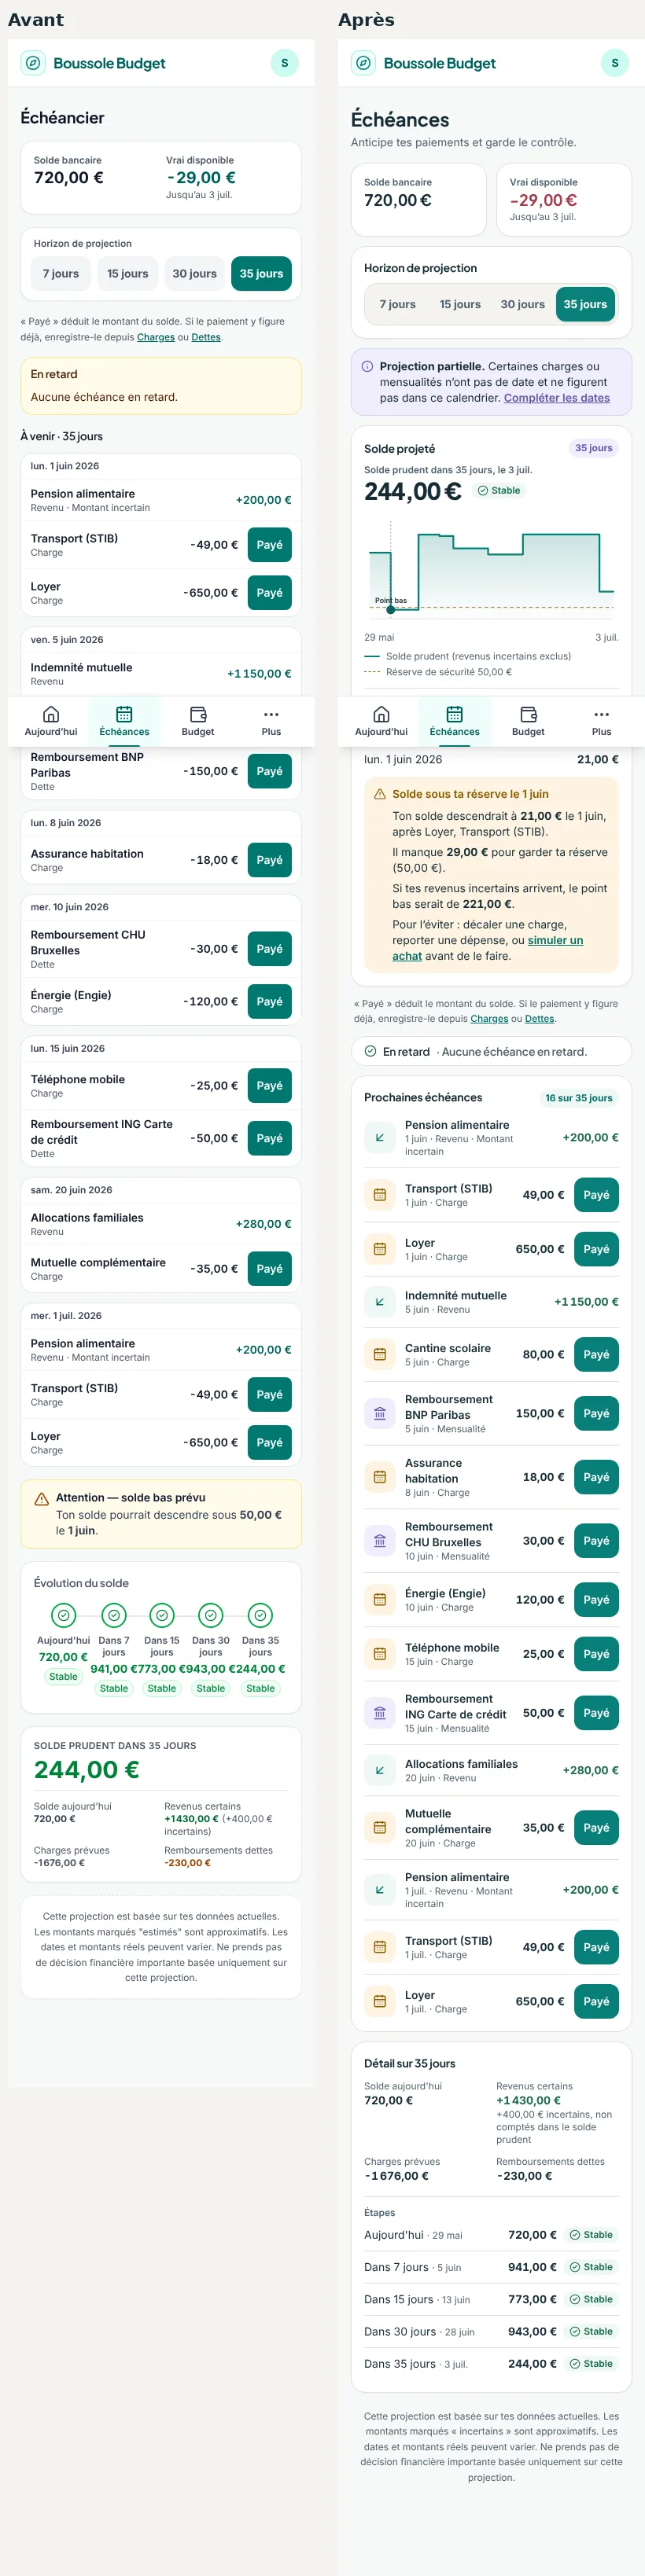 Avant
Boussole Budget
S
Échéancier
Solde bancaire
720,00 €
Vrai disponible
-29,00 €
Jusqu'au 3 juil.
Horizon de projection
7 jours
15 jours
30 jours
35 jours
« Payé » déduit le montant du solde. Si le paiement y figure
déjà, enregistre-le depuis Charges ou Dettes.
En retard
Aucune échéance en retard.
À venir · 35 jours
lun. 1 juin 2026
Pension alimentaire
+200,00 €
Revenu · Montant incertain
Transport (STIB)
-49,00 €
Payé
Charge
Loyer
-650,00 €
Payé
Charge
ven. 5 juin 2026
Indemnité mutuelle
+1 150,00 €
Revenu
Aujourd'hui
Échéances
Budget
Plus
Remboursement BNP
Paribas
-150,00 €
Payé
Dette
lun. 8 juin 2026
Assurance habitation
-18,00 €
Payé
Charge
mer. 10 juin 2026
Remboursement CHU
Bruxelles
-30,00 €
Payé
Dette
Énergie (Engie)
-120,00 €
Payé
Charge
lun. 15 juin 2026
Téléphone mobile
-25,00 €
Payé
Charge
Remboursement ING Carte
de crédit
-50,00 €
Payé
Dette
sam. 20 juin 2026
Allocations familiales
+280,00 €
Revenu
Mutuelle complémentaire
-35,00 €
Payé
Charge
mer. 1 juil. 2026
Pension alimentaire
+200,00 €
Revenu · Montant incertain
Transport (STIB)
-49,00 €
Payé
Charge
Loyer
-650,00 €
Payé
Charge
Attention — solde bas prévu
Ton solde pourrait descendre sous 50,00 €
le 1 juin.
Évolution du solde
Aujourd'hui
720,00 €
Stable
Dans 7
jours
941,00 €
Stable
Dans 15
jours
773,00 €
Stable
Dans 30
jours
943,00 €
Stable
Dans 35
jours
244,00 €
Stable
SOLDE PRUDENT DANS 35 JOURS
244,00 €
Solde aujourd'hui
720,00 €
Revenus certains
+1 430,00 € (+400,00 €
incertains)
Charges prévues
-1 676,00 €
Remboursements dettes
-230,00 €
Cette projection est basée sur tes données actuelles.
Les montants marqués "estimés" sont approximatifs. Les
dates et montants réels peuvent varier. Ne prends pas
de décision financière importante basée uniquement sur
cette projection.
Après
Boussole Budget
S
Échéances
Anticipe tes paiements et garde le contrôle.
Solde bancaire
720,00 €
Vrai disponible
−29,00 €
Jusqu'au 3 juil.
Horizon de projection
7 jours
15 jours
30 jours
35 jours
Projection partielle. Certaines charges ou
mensualités n'ont pas de date et ne figurent
pas dans ce calendrier. Compléter les dates
Solde projeté
35 jours
Solde prudent dans 35 jours, le 3 juil.
244,00 €
Stable
Point bas
29 mai
3 juil.
Solde prudent (revenus incertains exclus)
Réserve de sécurité 50,00 €
Aujourd'hui
Échéances
Budget
Plus
lun. 1 juin 2026
21,00 €
Solde sous ta réserve le 1 juin
Ton solde descendrait à 21,00 € le 1 juin,
après Loyer, Transport (STIB).
Il manque 29,00 € pour garder ta réserve
(50,00 €).
Si tes revenus incertains arrivent, le point
bas serait de 221,00 €.
Pour l'éviter : décaler une charge,
reporter une dépense, ou simuler un
achat avant de le faire.
« Payé » déduit le montant du solde. Si le paiement y figure
déjà, enregistre-le depuis Charges ou Dettes.
En retard · Aucune échéance en retard.
Prochaines échéances
16 sur 35 jours
Pension alimentaire
1 juin · Revenu · Montant
incertain
+200,00 €
Transport (STIB)
1 juin · Charge
49,00 €
Payé
Loyer
1 juin · Charge
650,00 €
Payé
Indemnité mutuelle
5 juin · Revenu
+1 150,00 €
Cantine scolaire
5 juin · Charge
80,00 €
Payé
Remboursement
BNP Paribas
5 juin · Mensualité
150,00 €
Payé
Assurance
habitation
8 juin · Charge
18,00 €
Payé
Remboursement
CHU Bruxelles
10 juin · Mensualité
30,00 €
Payé
Énergie (Engie)
10 juin · Charge
120,00 €
Payé
Téléphone mobile
15 juin · Charge
25,00 €
Payé
Remboursement
ING Carte de crédit
15 juin · Mensualité
50,00 €
Payé
Allocations familiales
20 juin · Revenu
+280,00 €
Mutuelle
complémentaire
20 juin · Charge
35,00 €
Payé
Pension alimentaire
1 juil. · Revenu · Montant
incertain
+200,00 €
Transport (STIB)
1 juil. · Charge
49,00 €
Payé
Loyer
1 juil. · Charge
650,00 €
Payé
Détail sur 35 jours
Solde aujourd'hui
720,00 €
Revenus certains
+1 430,00 €
+400,00 € incertains, non
comptés dans le solde
prudent
Charges prévues
-1 676,00 €
Remboursements dettes
-230,00 €
Étapes
Aujourd'hui · 29 mai
720,00 €
Stable
Dans 7 jours · 5 juin
941,00 €
Stable
Dans 15 jours · 13 juin
773,00 €
Stable
Dans 30 jours · 28 juin
943,00 €
Stable
Dans 35 jours · 3 juil.
244,00 €
Stable
Cette projection est basée sur tes données actuelles. Les
montants marqués « incertains » sont approximatifs. Les
dates et montants réels peuvent varier. Ne prends pas de
décision financière importante basée uniquement sur cette
projection.